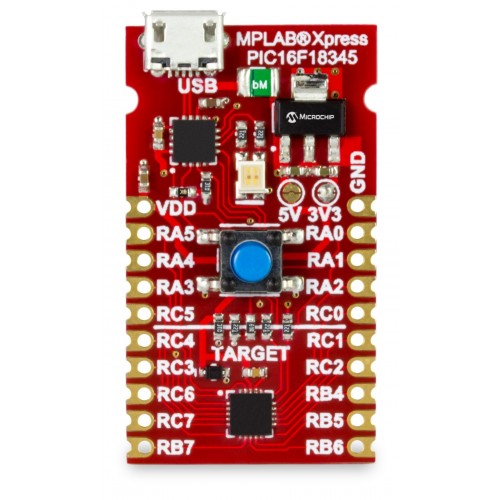 MPLAB® Xpress
PIC16F18345
USB
bM
MICROCHIP
GND
5V 3V3
VDD
RA5 RA0
RA4 RA1
RA3 RA2
RC5 RC0
TARGET
RC4 RC1
RC3 RC2
RC6 RB4
RC7 RB5
RB7 RB6